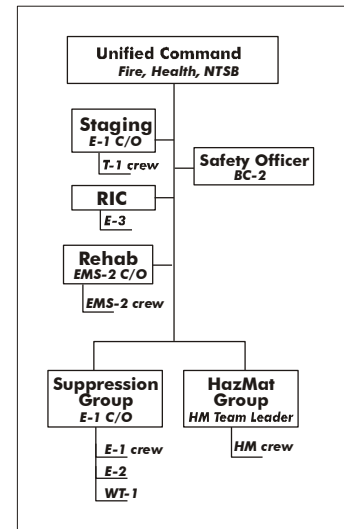 Unified Command
Fire, Health, NTSB
Staging
E-1 C/O
T-1 crew
Safety Officer
BC-2
RIC
E-3
Rehab
EMS-2 C/O
EMS-2 crew
Suppression
Group
E-1 C/O
E-1 crew
E-2
WT-1
HazMat
Group
HM Team Leader
HM crew